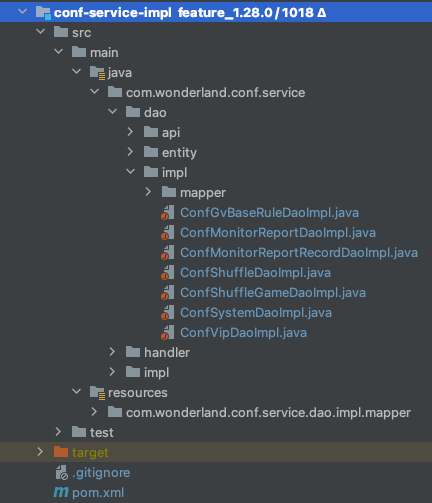 conf-service-impl feature_1.28.0 / 1018 Δ
src
main
java
com.wonderland.conf.service
dao
api
entity
impl
mapper
ConfGvBaseRuleDaoImpl.java
ConfMonitorReportDaoImpl.java
ConfMonitorReportRecordDaoImpl.java
ConfShuffleDaoImpl.java
ConfShuffleGameDaoImpl.java
ConfSystemDaoImpl.java
ConfVipDaoImpl.java
handler
impl
resources
com.wonderland.conf.service.dao.impl.mapper
test
target
.gitignore
pom.xml